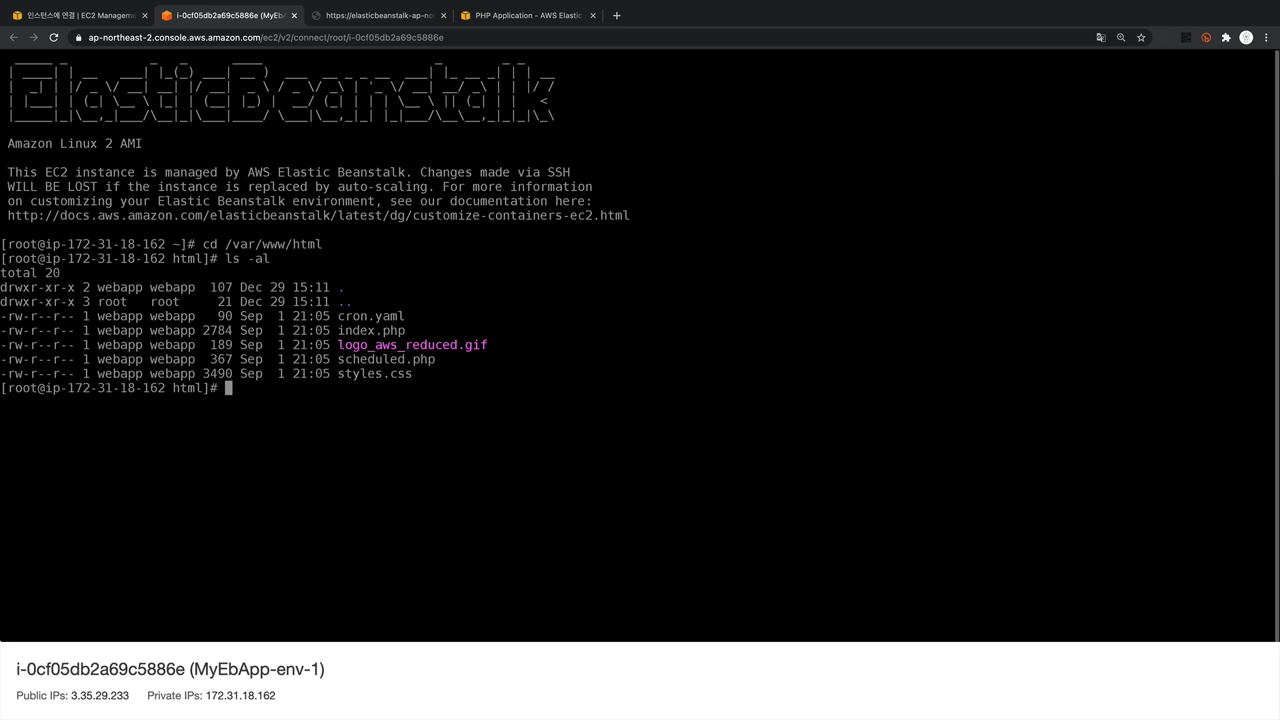 인스턴스에 연결 | EC2 Managem
i-0cf05db2a69c5886e (MyEbA
https://elasticbeanstalk-ap-no
PHP Application - AWS Elastic
ap-northeast-2.console.aws.amazon.com/ec2/v2/connect/root/i-0cf05db2a69c5886e
ElasticBeanstalk
Amazon Linux 2 AMI
This EC2 instance is managed by AWS Elastic Beanstalk. Changes made via SSH
WILL BE LOST if the instance is replaced by auto-scaling. For more information
on customizing your Elastic Beanstalk environment, see our documentation here:
http://docs.aws.amazon.com/elasticbeanstalk/latest/dg/customize-containers-ec2.html
[root@ip-172-31-18-162 ~]# cd /var/www/html
[root@ip-172-31-18-162 html]# ls -al
total 20
drwxr-xr-x 2 webapp webapp  107 Dec 29 15:11 .
drwxr-xr-x 3 root   root     21 Dec 29 15:11 ..
-rw-r--r-- 1 webapp webapp   90 Sep  1 21:05 cron.yaml
-rw-r--r-- 1 webapp webapp 2784 Sep  1 21:05 index.php
-rw-r--r-- 1 webapp webapp  189 Sep  1 21:05 logo_aws_reduced.gif
-rw-r--r-- 1 webapp webapp  367 Sep  1 21:05 scheduled.php
-rw-r--r-- 1 webapp webapp 3490 Sep  1 21:05 styles.css
[root@ip-172-31-18-162 html]#
i-0cf05db2a69c5886e (MyEbApp-env-1)
Public IPs: 3.35.29.233 Private IPs: 172.31.18.162